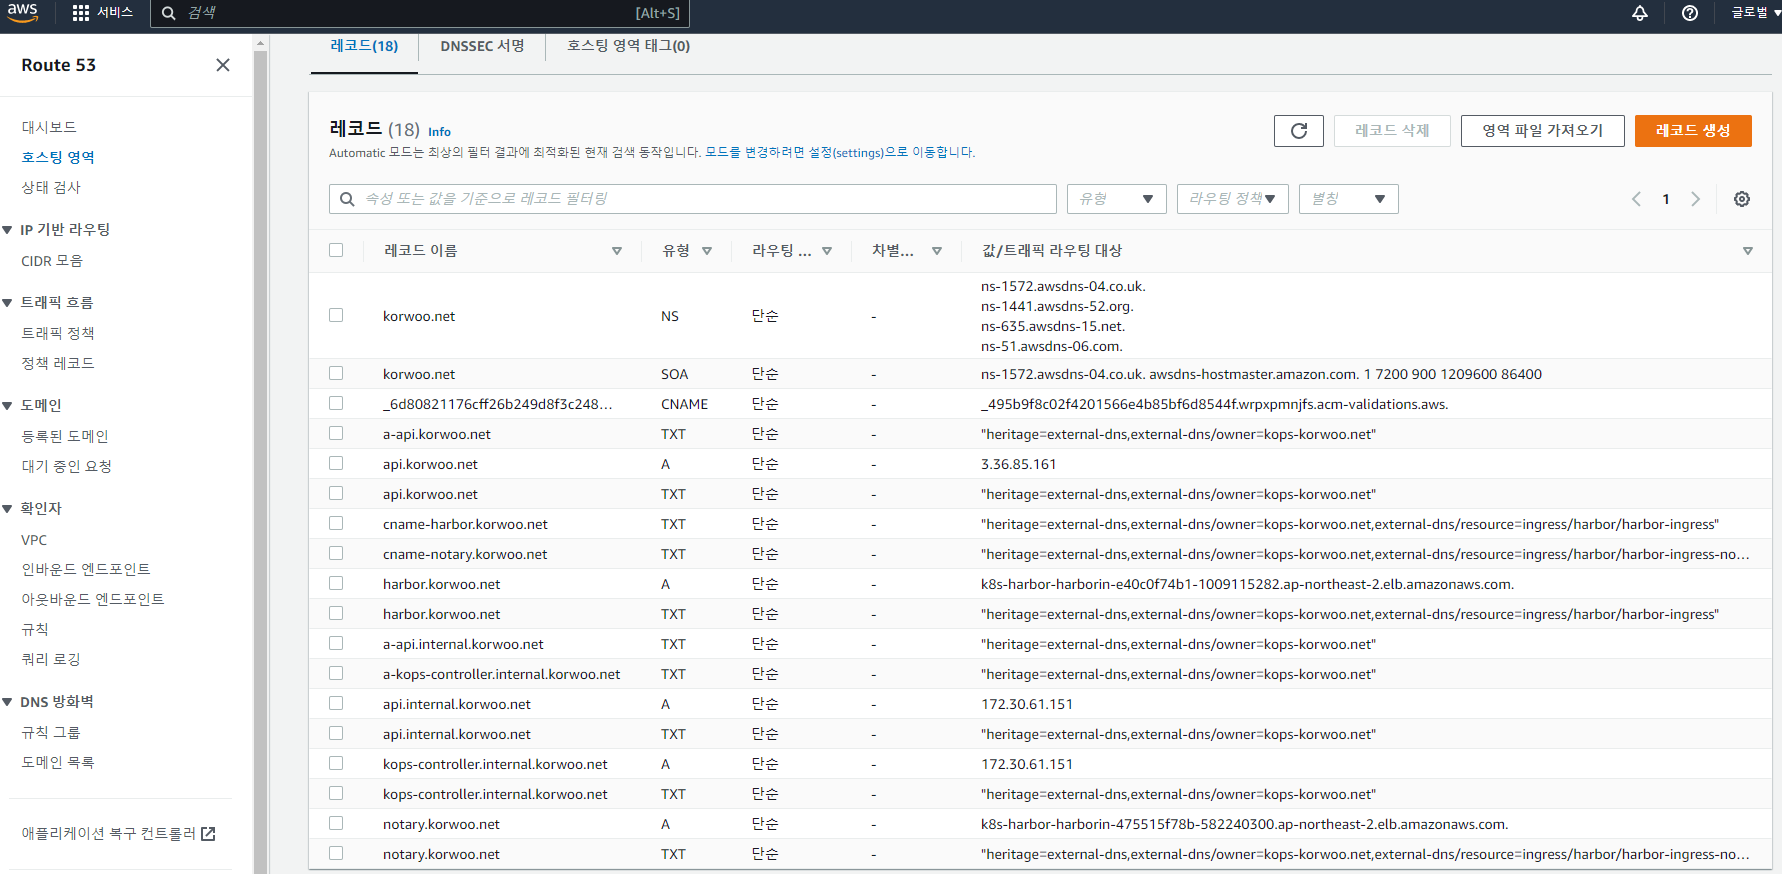 aws
서비스
검색
[Alt+S]
글로벌
Route 53
대시보드
호스팅 영역
상태 검사
IP 기반 라우팅
CIDR 모음
트래픽 흐름
트래픽 정책
정책 레코드
도메인
등록된 도메인
대기 중인 요청
확인자
VPC
인바운드 엔드포인트
아웃바운드 엔드포인트
규칙
쿼리 로깅
DNS 방화벽
규칙 그룹
도메인 목록
애플리케이션 복구 컨트롤러
레코드(18) DNSSEC 서명 호스팅 영역 태그(0)
레코드 (18) Info
레코드 삭제 영역 파일 가져오기 레코드 생성
Automatic 모드는 최상의 필터 결과에 최적화된 현재 검색 동작입니다. 모드를 변경하려면 설정(settings)으로 이동합니다.
속성 또는 값을 기준으로 레코드 필터링 유형 라우팅 정책 별칭 1
레코드 이름 유형 라우팅 ... 차별... 값/트래픽 라우팅 대상
ns-1572.awsdns-04.co.uk.
ns-1441.awsdns-52.org.
korwoo.net NS 단순 -
ns-635.awsdns-15.net.
ns-51.awsdns-06.com.
korwoo.net SOA 단순 - ns-1572.awsdns-04.co.uk. awsdns-hostmaster.amazon.com. 1 7200 900 1209600 86400
_6d80821176cff26b249d8f3c248... CNAME 단순 - _495b9f8c02f4201566e4b85bf6d8544f.wrpxpmnjfs.acm-validations.aws.
a-api.korwoo.net TXT 단순 - "heritage=external-dns,external-dns/owner=kops-korwoo.net"
api.korwoo.net A 단순 - 3.36.85.161
api.korwoo.net TXT 단순 - "heritage=external-dns,external-dns/owner=kops-korwoo.net"
cname-harbor.korwoo.net TXT 단순 - "heritage=external-dns,external-dns/owner=kops-korwoo.net,external-dns/resource=ingress/harbor/harbor-ingress"
cname-notary.korwoo.net TXT 단순 - "heritage=external-dns,external-dns/owner=kops-korwoo.net,external-dns/resource=ingress/harbor/harbor-ingress-no...
harbor.korwoo.net A 단순 - k8s-harbor-harborin-e40c0f74b1-1009115282.ap-northeast-2.elb.amazonaws.com.
harbor.korwoo.net TXT 단순 - "heritage=external-dns,external-dns/owner=kops-korwoo.net,external-dns/resource=ingress/harbor/harbor-ingress"
a-api.internal.korwoo.net TXT 단순 - "heritage=external-dns,external-dns/owner=kops-korwoo.net"
a-kops-controller.internal.korwoo.net TXT 단순 - "heritage=external-dns,external-dns/owner=kops-korwoo.net"
api.internal.korwoo.net A 단순 - 172.30.61.151
api.internal.korwoo.net TXT 단순 - "heritage=external-dns,external-dns/owner=kops-korwoo.net"
kops-controller.internal.korwoo.net A 단순 - 172.30.61.151
kops-controller.internal.korwoo.net TXT 단순 - "heritage=external-dns,external-dns/owner=kops-korwoo.net"
notary.korwoo.net A 단순 - k8s-harbor-harborin-475515f78b-582240300.ap-northeast-2.elb.amazonaws.com.
notary.korwoo.net TXT 단순 - "heritage=external-dns,external-dns/owner=kops-korwoo.net,external-dns/resource=ingress/harbor/harbor-ingress-no...